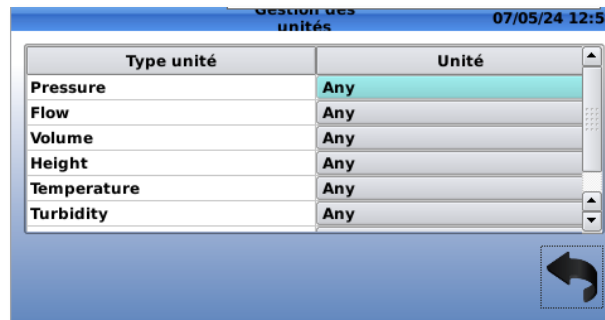 Gestion des
unités
07/05/24 12:5
Type unité Unité
Pressure Any
Flow Any
Volume Any
Height Any
Temperature Any
Turbidity Any